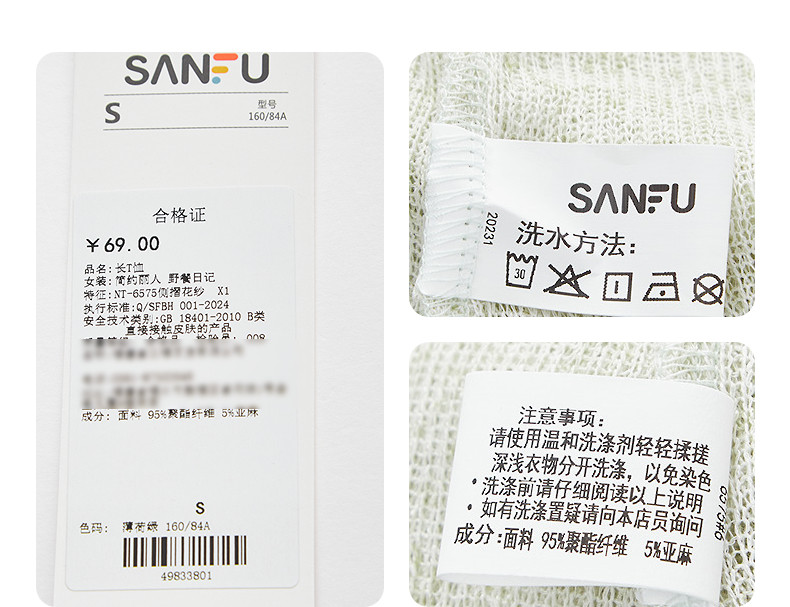 SANFU
S
型号
160/84A
合格证
￥69.00
品名:长T恤
女装:简约丽人 野餐日记
特征:NT-6575侧摺花纱 X1
执行标准:Q/SFBH 001-2024
安全技术类别:GB 18401-2010 B类
直接接触皮肤的产品
成分: 面料 95%聚酯纤维 5%亚麻
S
色码: 薄荷绿 160/84A
49833801
SANFU
20231
洗水方法:
30
注意事项:
请使用温和洗涤剂轻轻揉搓
深浅衣物分开洗涤, 以免染色
·洗涤前请仔细阅读以上说明
·如有洗涤置疑请向本店员询问
成分:面料 95%聚酯纤维 5%亚麻